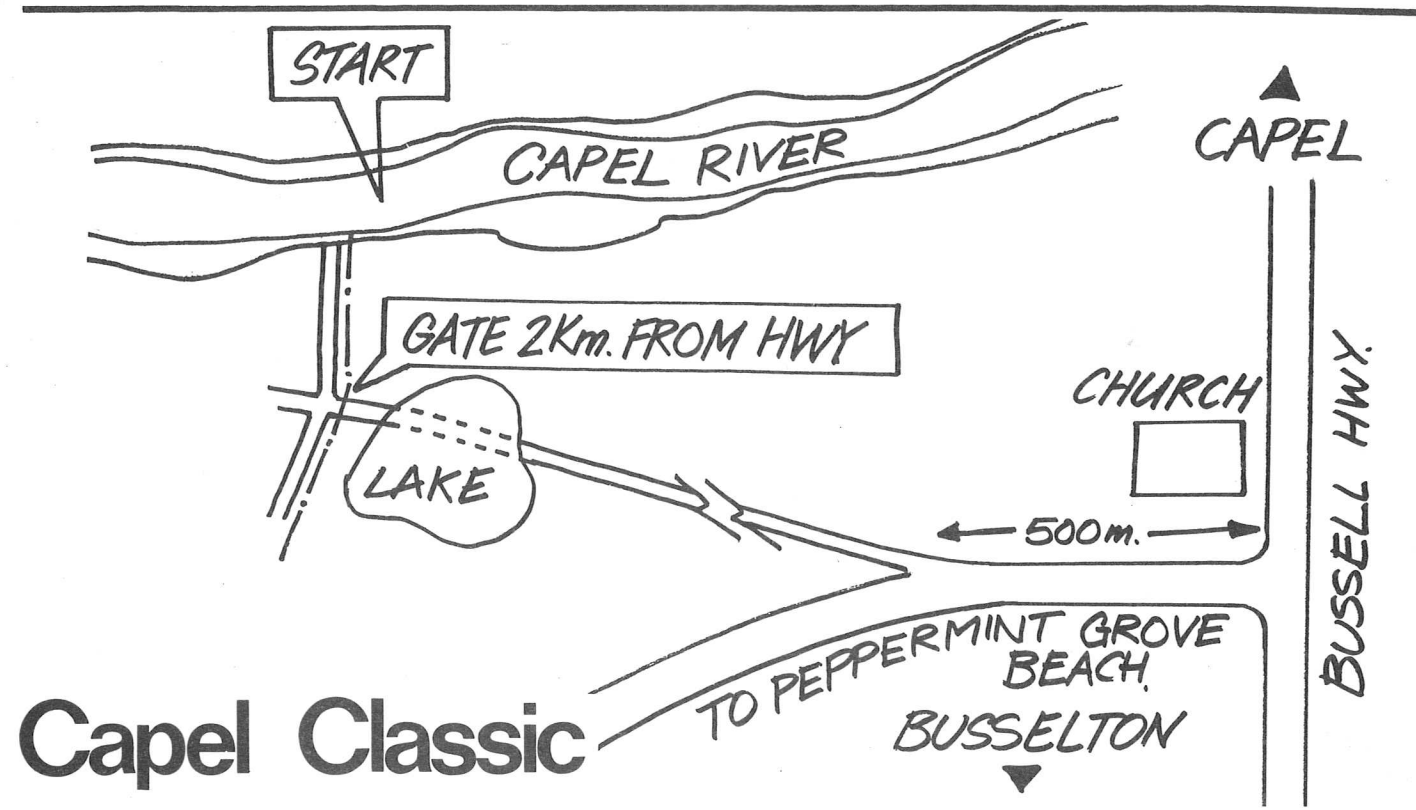 START
CAPEL RIVER
CAPEL
GATE 2Km. FROM HWY
CHURCH
LAKE
500m.
BUSSELL HWY.
TO PEPPERMINT GROVE
BEACH.
BUSSELTON
Capel Classic